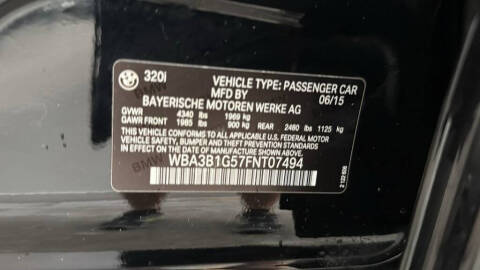 320i VEHICLE TYPE: PASSENGER CAR
MFD BY 06/15
BAYERISCHE MOTOREN WERKE AG
GVWR 4340 lbs 1969 kg
GAWR FRONT 1985 lbs 900 kg REAR 2480 lbs 1125 kg
THIS VEHICLE CONFORMS TO ALL APPLICABLE U.S. FEDERAL MOTOR
VEHICLE SAFETY, BUMPER AND THEFT PREVENTION STANDARDS
IN EFFECT ON THE DATE OF MANUFACTURE SHOWN ABOVE.
WBA3B1G57FNT07494